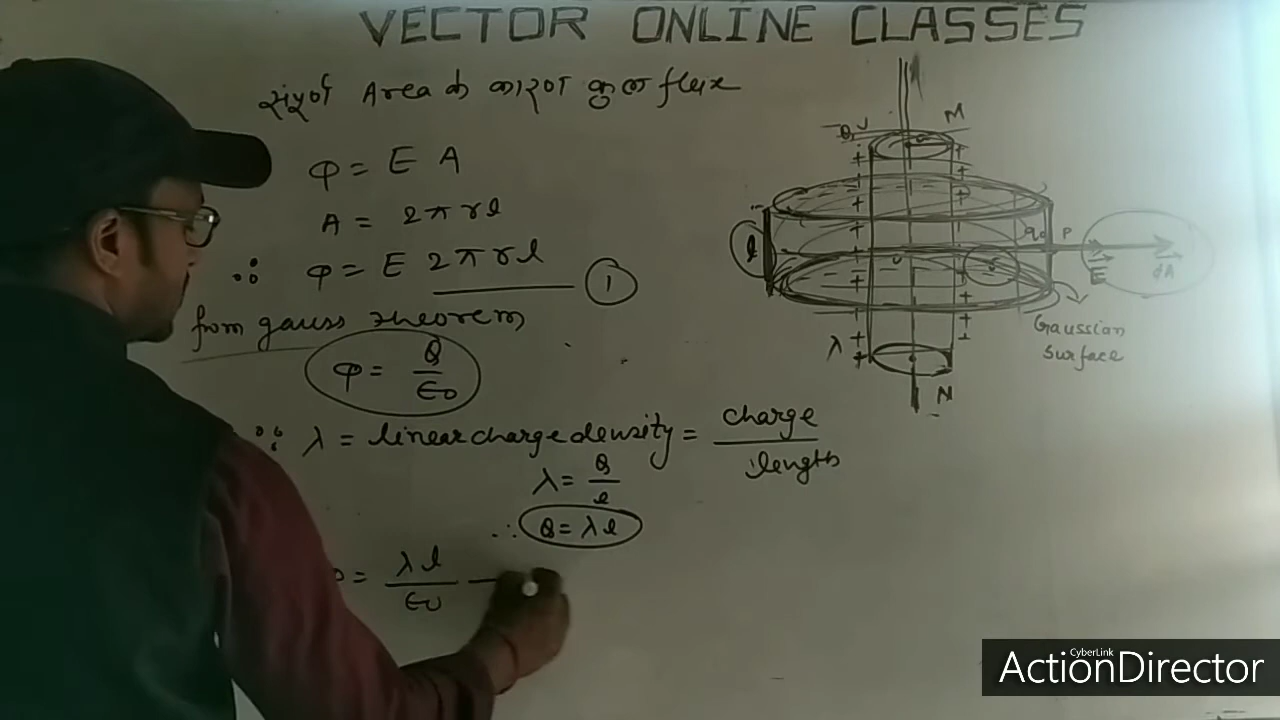 VECTOR ONLINE CLASSES
संपूर्ण Area के कारण कुल flux
φ = E A
A = 2πrl
∴ φ = E 2πrl ①
from gauss theorem
φ = Q/ε0
∵ λ = linear charge density = charge/length
λ = Q/l
∴ Q = λl
φ = λl/ε0
M
l
q0 P
E
dA
Gaussian
Surface
λ
N
CyberLink
ActionDirector